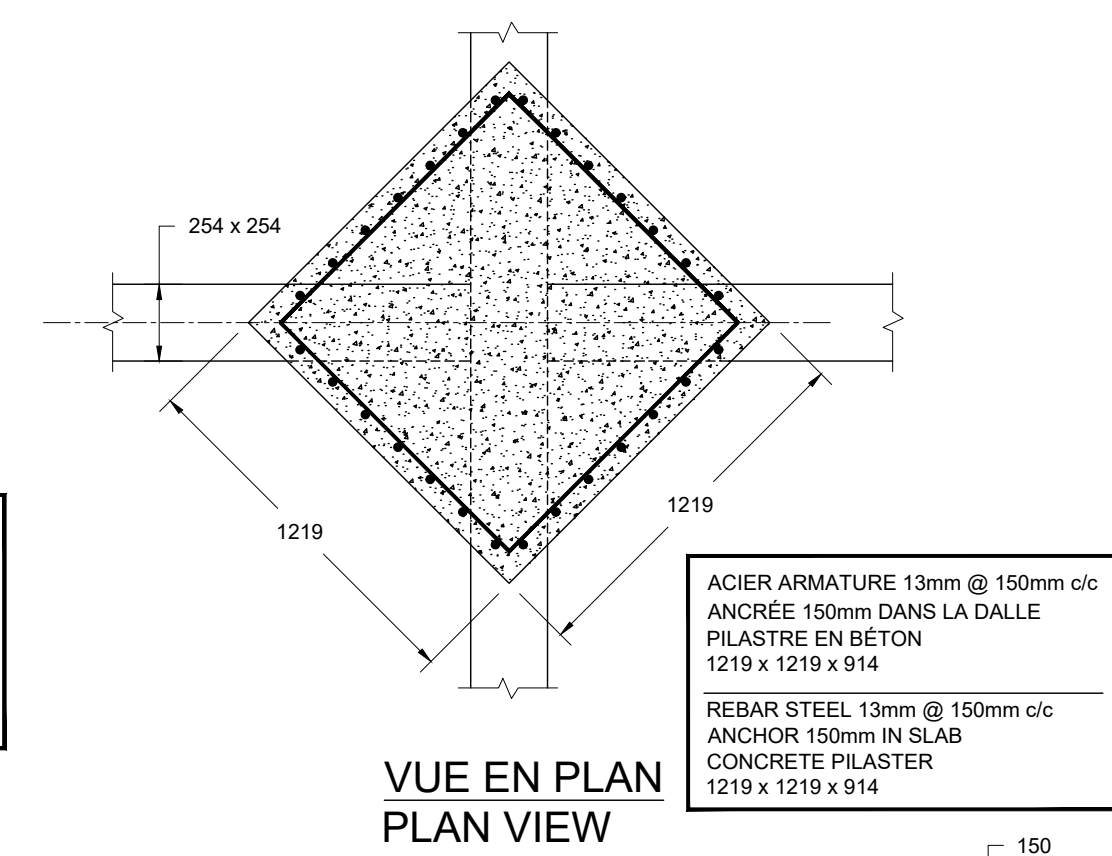 254 x 254
1219
1219
ACIER ARMATURE 13mm @ 150mm c/c
ANCRÉE 150mm DANS LA DALLE
PILASTRE EN BÉTON
1219 x 1219 x 914
REBAR STEEL 13mm @ 150mm c/c
ANCHOR 150mm IN SLAB
CONCRETE PILASTER
1219 x 1219 x 914
VUE EN PLAN
PLAN VIEW
150